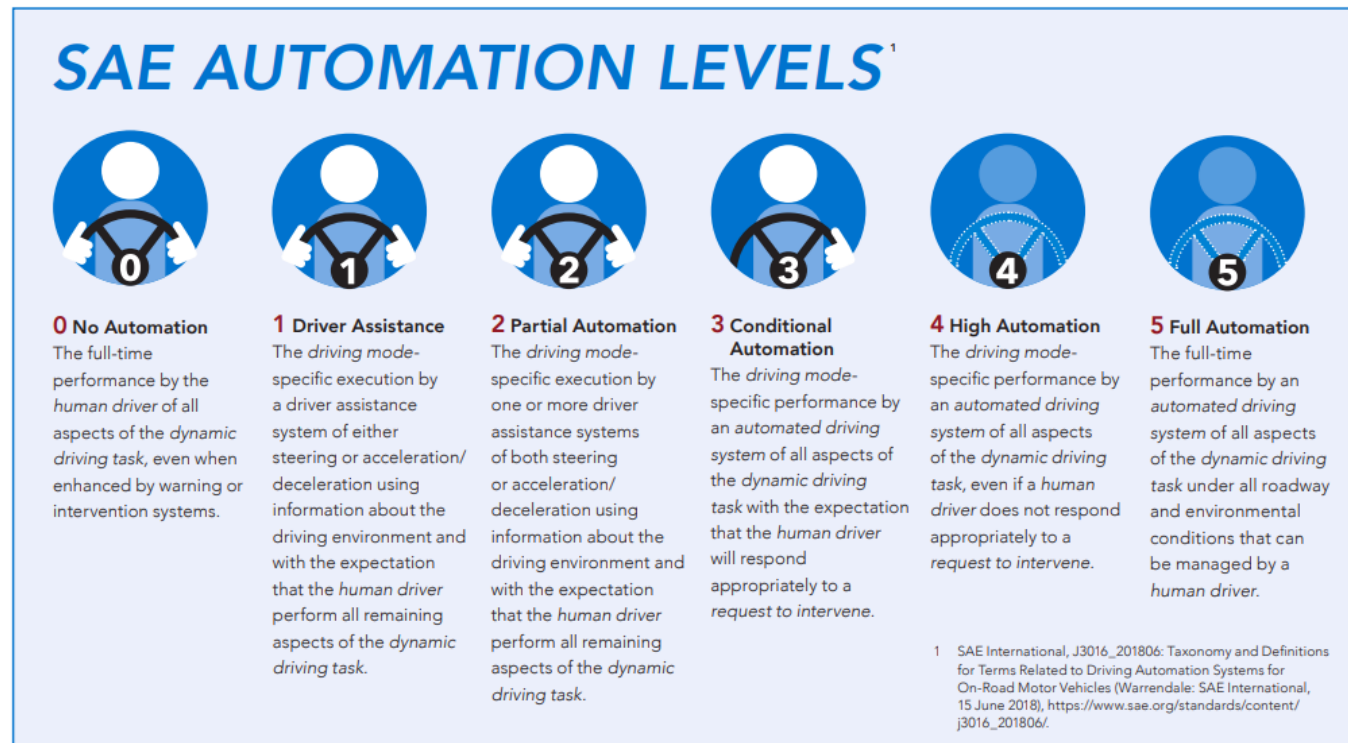 SAE AUTOMATION LEVELS¹
0
1
2
3
4
5
0 No Automation
The full-time
performance by the
human driver of all
aspects of the dynamic
driving task, even when
enhanced by warning or
intervention systems.
1 Driver Assistance
The driving mode-
specific execution by
a driver assistance
system of either
steering or acceleration/
deceleration using
information about the
driving environment and
with the expectation
that the human driver
perform all remaining
aspects of the dynamic
driving task.
2 Partial Automation
The driving mode-
specific execution by
one or more driver
assistance systems
of both steering
or acceleration/
deceleration using
information about the
driving environment and
with the expectation
that the human driver
perform all remaining
aspects of the dynamic
driving task.
3 Conditional
Automation
The driving mode-
specific performance by
an automated driving
system of all aspects of
the dynamic driving
task with the expectation
that the human driver
will respond
appropriately to a
request to intervene.
4 High Automation
The driving mode-
specific performance by
an automated driving
system of all aspects
of the dynamic driving
task, even if a human
driver does not respond
appropriately to a
request to intervene.
5 Full Automation
The full-time
performance by an
automated driving
system of all aspects
of the dynamic driving
task under all roadway
and environmental
conditions that can
be managed by a
human driver.
1 SAE International, J3016_201806: Taxonomy and Definitions
for Terms Related to Driving Automation Systems for
On-Road Motor Vehicles (Warrendale: SAE International,
15 June 2018), https://www.sae.org/standards/content/
j3016_201806/.